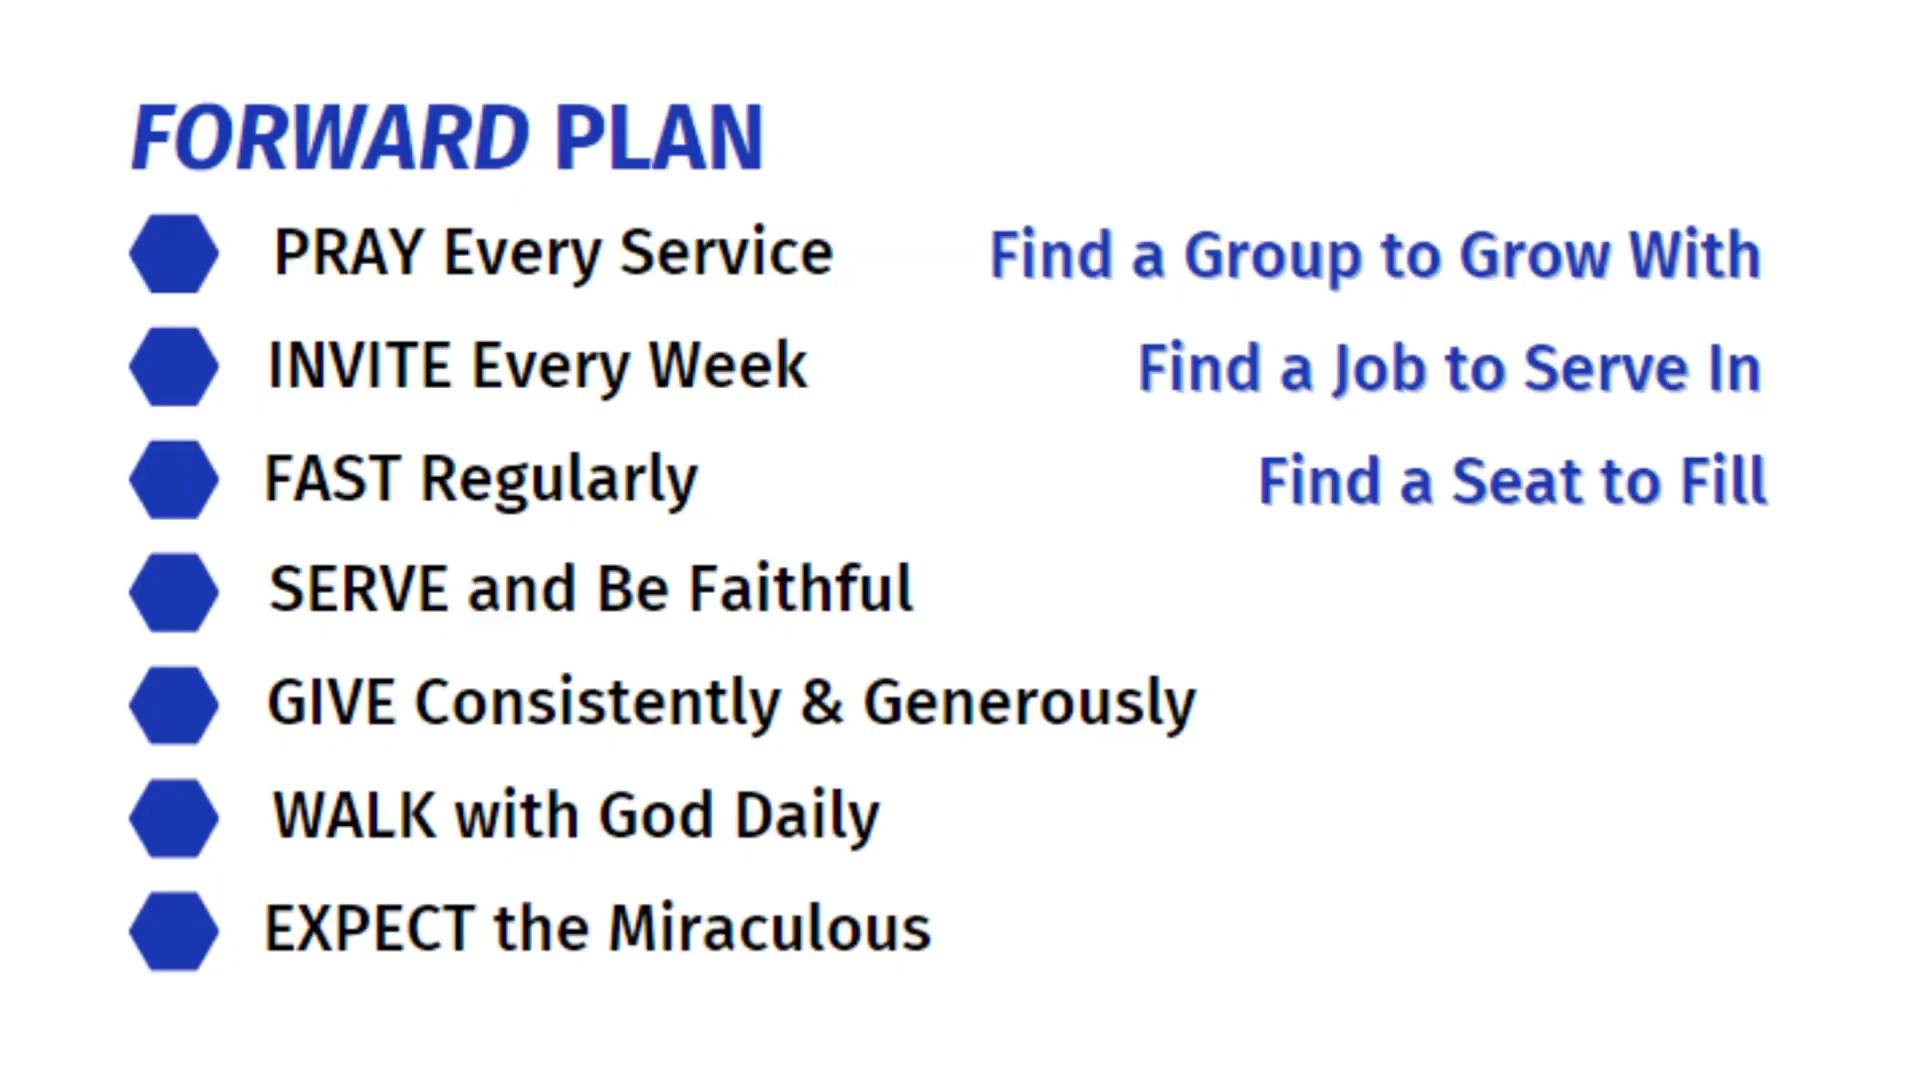 FORWARD PLAN
PRAY Every Service
Find a Group to Grow With
INVITE Every Week
Find a Job to Serve In
FAST Regularly
Find a Seat to Fill
SERVE and Be Faithful
GIVE Consistently & Generously
WALK with God Daily
EXPECT the Miraculous